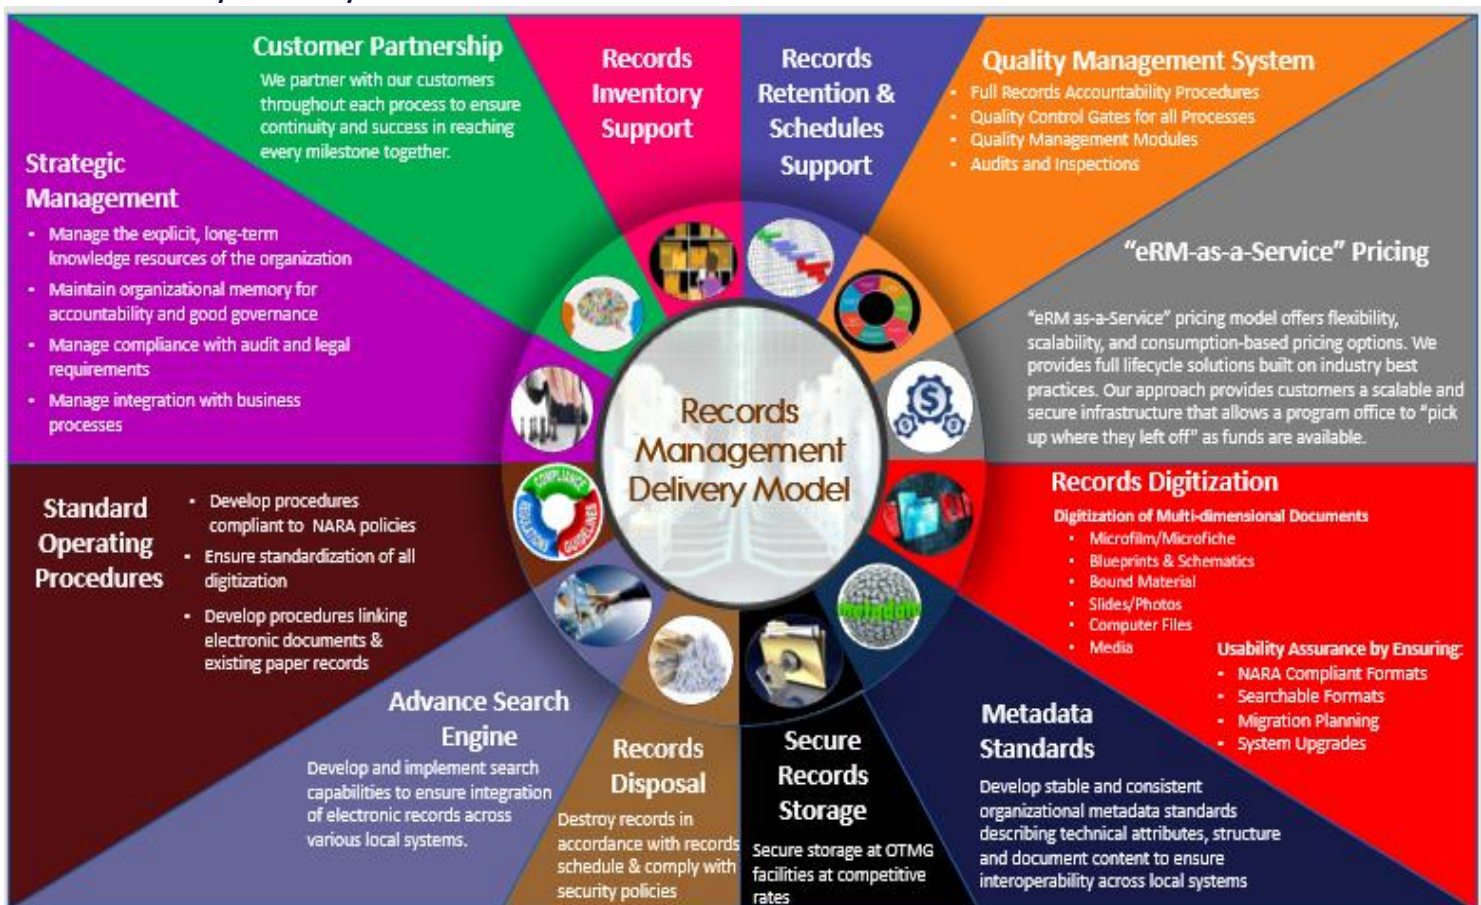 Customer Partnership
We partner with our customers
throughout each process to ensure
continuity and success in reaching
every milestone together.
Records
Inventory
Support
Records
Retention &
Schedules
Support
Quality Management System
• Full Records Accountability Procedures
• Quality Control Gates for all Processes
• Quality Management Modules
• Audits and Inspections
"eRM-as-a-Service" Pricing
"eRM as-a-Service" pricing model offers flexibility,
scalability, and consumption-based pricing options. We
provides full lifecycle solutions built on industry best
practices. Our approach provides customers a scalable and
secure infrastructure that allows a program office to "pick
up where they left off" as funds are available.
Records Digitization
Digitization of Multi-dimensional Documents
• Microfilm/Microfiche
• Blueprints & Schematics
• Bound Material
• Slides/Photos
• Computer Files
• Media
Usability Assurance by Ensuring:
• NARA Compliant Formats
• Searchable Formats
• Migration Planning
• System Upgrades
Metadata
Standards
Develop stable and consistent
organizational metadata standards
describing technical attributes, structure
and document content to ensure
interoperability across local systems
Secure
Records
Storage
Secure storage at OTMG
facilities at competitive
rates
Records
Disposal
Destroy records in
accordance with records
schedule & comply with
security policies
Advance Search
Engine
Develop and implement search
capabilities to ensure integration
of electronic records across
various local systems.
Standard
Operating
Procedures
• Develop procedures
compliant to NARA policies
• Ensure standardization of all
digitization
• Develop procedures linking
electronic documents &
existing paper records
Strategic
Management
• Manage the explicit, long-term
knowledge resources of the organization
• Maintain organizational memory for
accountability and good governance
• Manage compliance with audit and legal
requirements
• Manage integration with business
processes
Records
Management
Delivery Model
COMPLIANCE
REGULATIONS
GUIDELINES
metadata